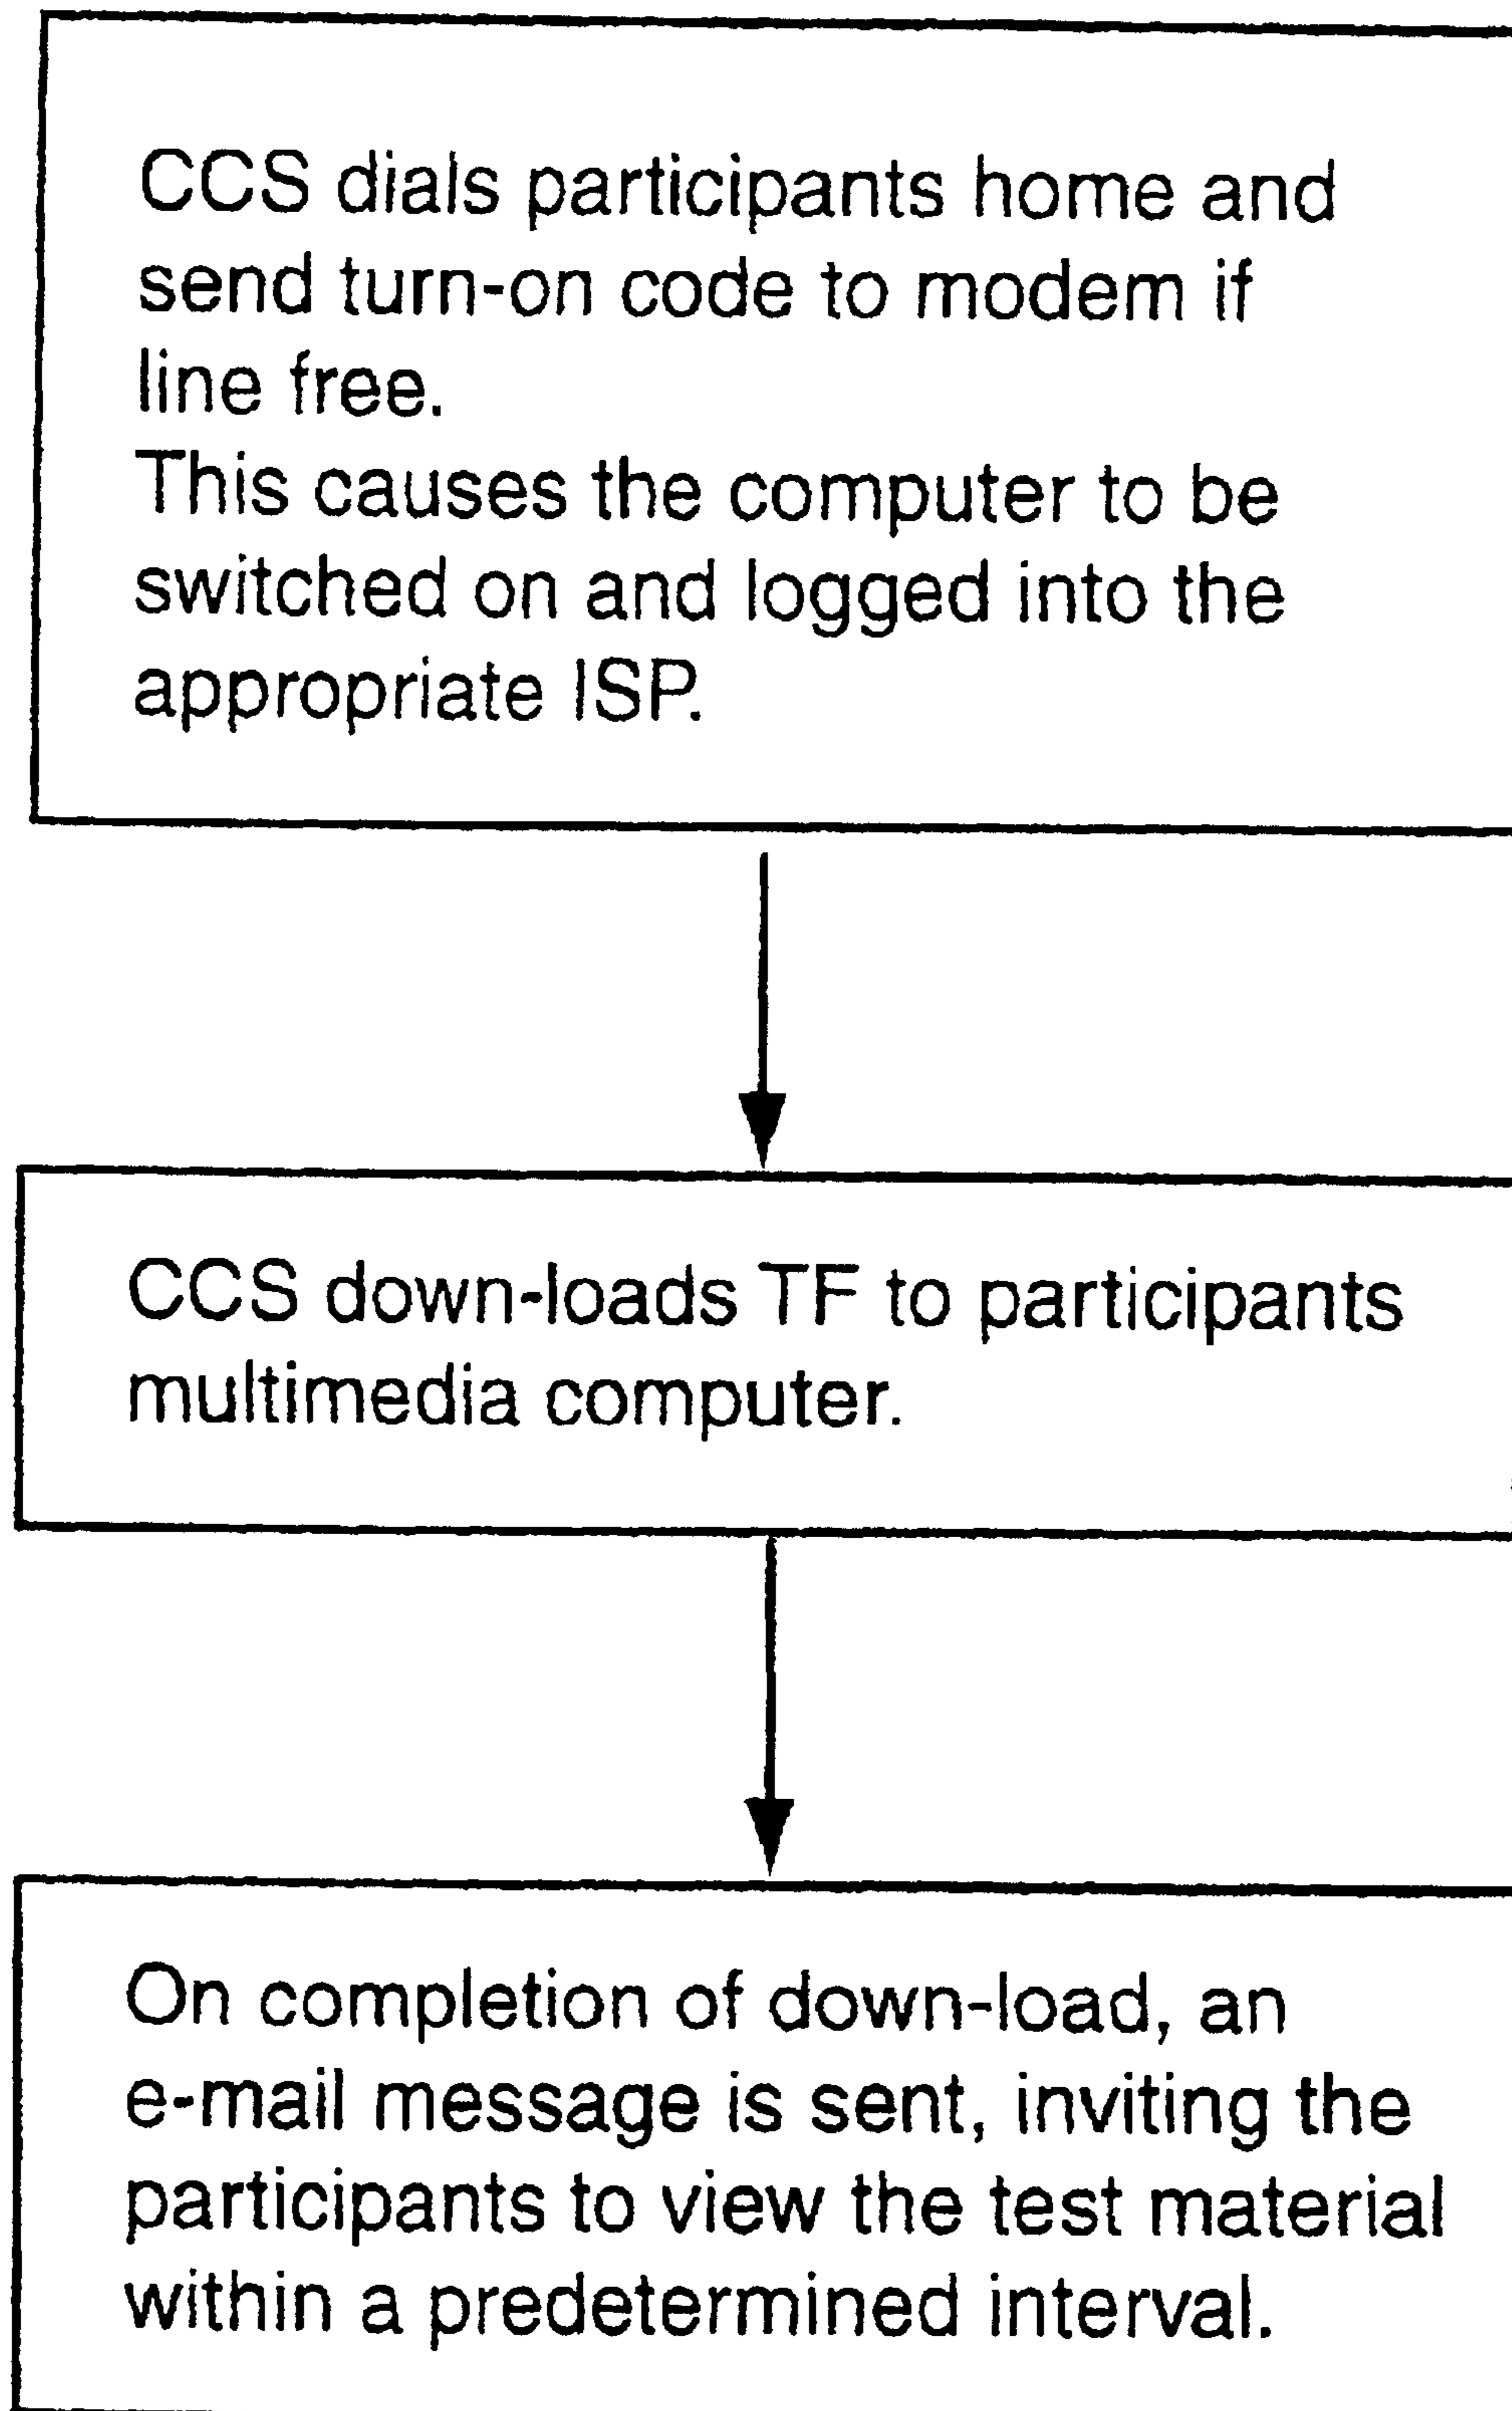 CCS dials participants home and
send turn-on code to modem if
line free.
This causes the computer to be
switched on and logged into the
appropriate ISP.
CCS down-loads TF to participants
multimedia computer.
On completion of down-load, an
e-mail message is sent, inviting the
participants to view the test material
within a predetermined interval.